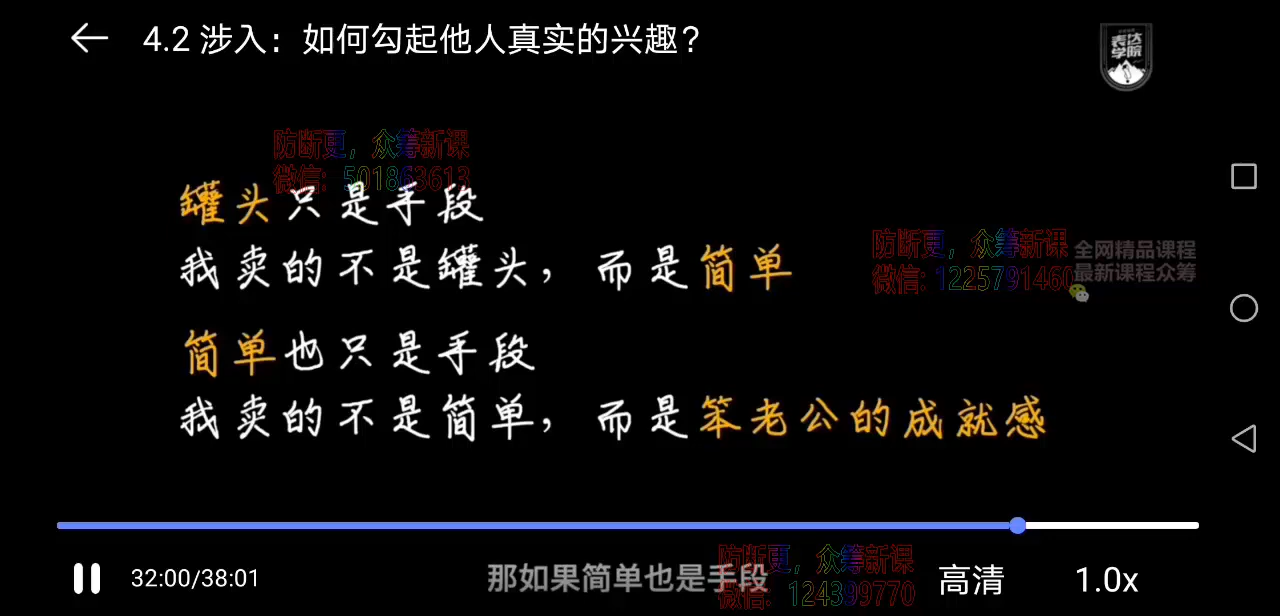 4.2 涉入：如何勾起他人真实的兴趣？
表达
学院
防断更，众筹新课
微信：501863613
罐头只是手段
我卖的不是罐头，而是简单
防断更，众筹新课
微信：1225791460
全网精品课程
最新课程众筹
简单也只是手段
我卖的不是简单，而是笨老公的成就感
32:00/38:01
那如果简单也是手段
防断更，众筹新课
微信：124399770
高清
1.0x